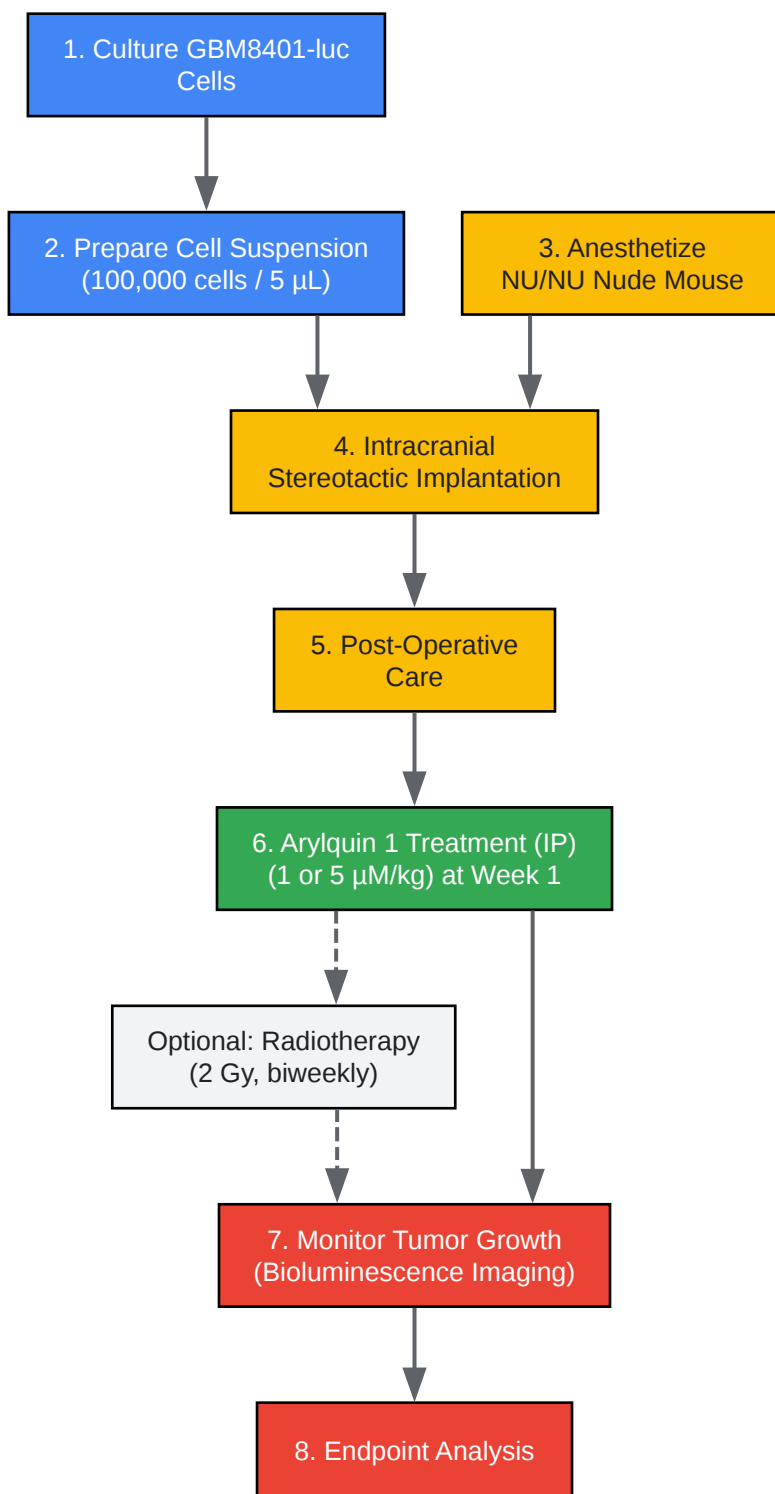 1. Culture GBM8401-luc
Cells
2. Prepare Cell Suspension
(100,000 cells / 5 µL)
3. Anesthetize
NU/NU Nude Mouse
4. Intracranial
Stereotactic Implantation
5. Post-Operative
Care
6. Arylquin 1 Treatment (IP)
(1 or 5 µM/kg) at Week 1
Optional: Radiotherapy
(2 Gy, biweekly)
7. Monitor Tumor Growth
(Bioluminescence Imaging)
8. Endpoint Analysis